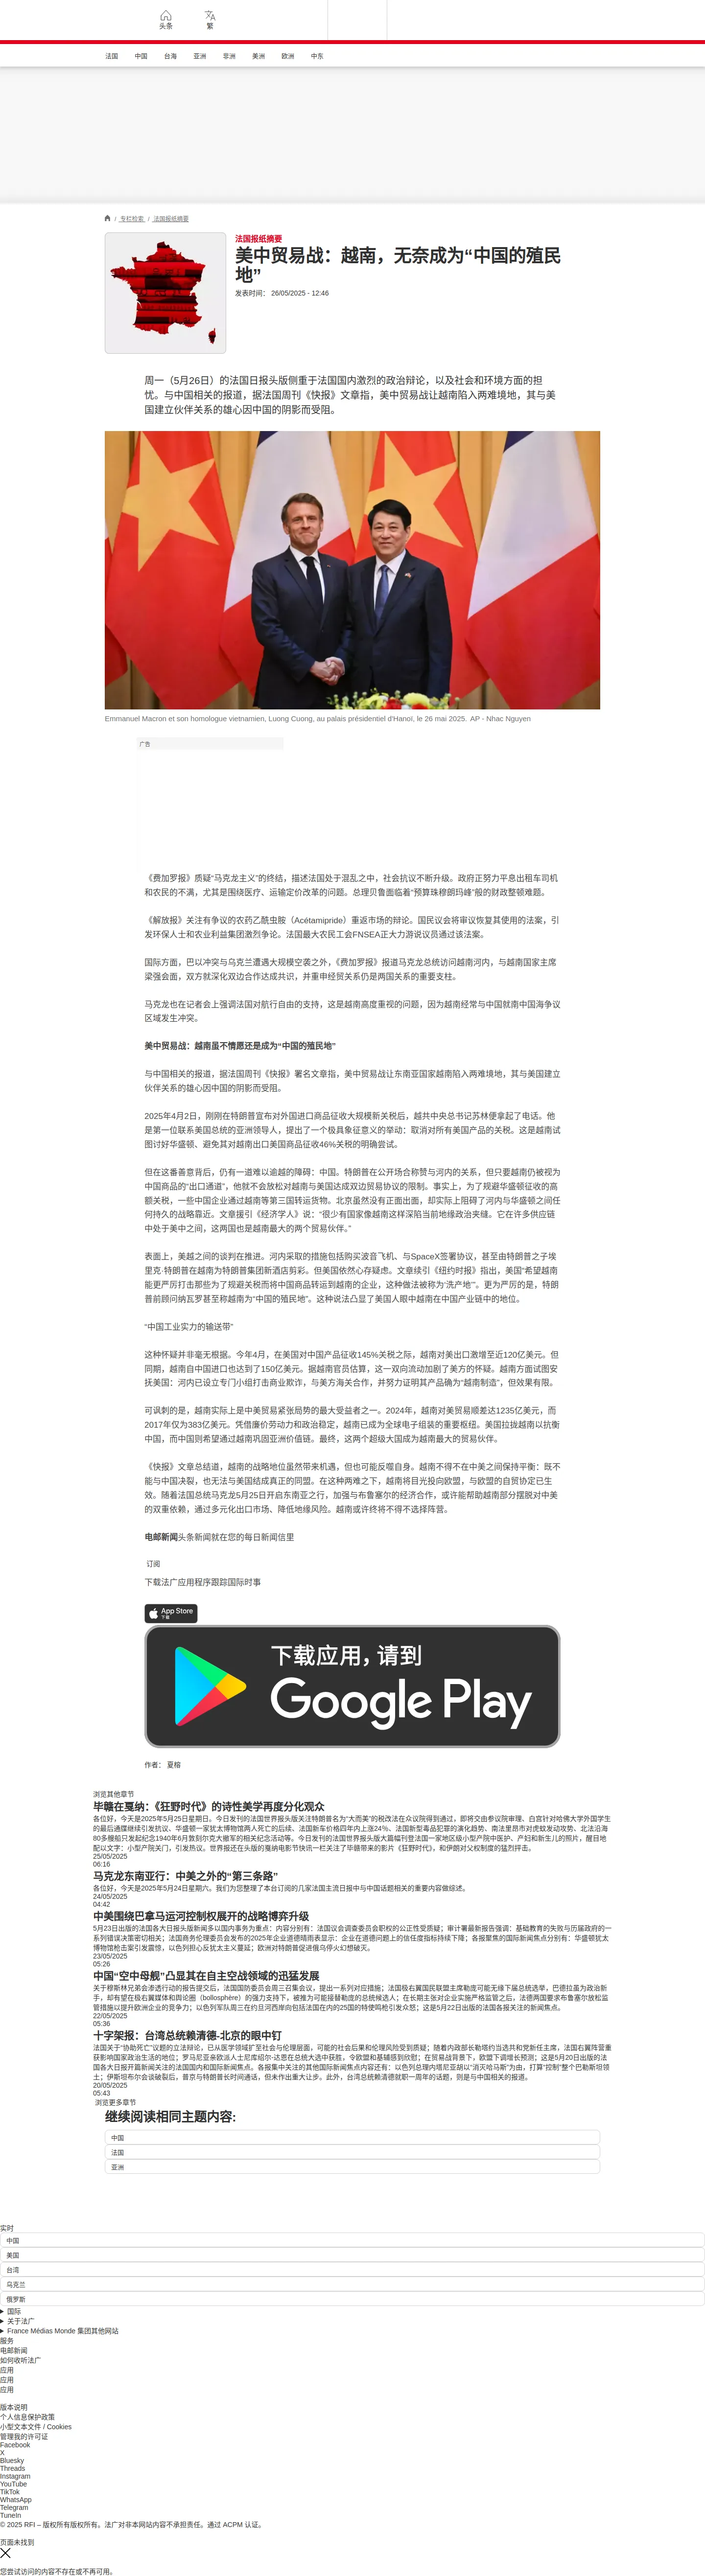 头条
繁
法国 中国 台海 亚洲 非洲 美洲 欧洲 中东
/ 专栏检索 / 法国报纸摘要
法国报纸摘要
美中贸易战：越南，无奈成为“中国的殖民
地”
发表时间： 26/05/2025 - 12:46
周一（5月26日）的法国日报头版侧重于法国国内激烈的政治辩论，以及社会和环境方面的担
忧。与中国相关的报道，据法国周刊《快报》文章指，美中贸易战让越南陷入两难境地，其与美
国建立伙伴关系的雄心因中国的阴影而受阻。
Emmanuel Macron et son homologue vietnamien, Luong Cuong, au palais présidentiel d'Hanoï, le 26 mai 2025. AP - Nhac Nguyen
广告
《费加罗报》质疑“马克龙主义”的终结，描述法国处于混乱之中，社会抗议不断升级。政府正努力平息出租车司机
和农民的不满，尤其是围绕医疗、运输定价改革的问题。总理贝鲁面临着“预算珠穆朗玛峰”般的财政整顿难题。
《解放报》关注有争议的农药乙酰虫胺（Acétamipride）重返市场的辩论。国民议会将审议恢复其使用的法案，引
发环保人士和农业利益集团激烈争论。法国最大农民工会FNSEA正大力游说议员通过该法案。
国际方面，巴以冲突与乌克兰遭遇大规模空袭之外，《费加罗报》报道马克龙总统访问越南河内，与越南国家主席
梁强会面，双方就深化双边合作达成共识，并重申经贸关系仍是两国关系的重要支柱。
马克龙也在记者会上强调法国对航行自由的支持，这是越南高度重视的问题，因为越南经常与中国就南中国海争议
区域发生冲突。
美中贸易战：越南虽不情愿还是成为“中国的殖民地”
与中国相关的报道，据法国周刊《快报》署名文章指，美中贸易战让东南亚国家越南陷入两难境地，其与美国建立
伙伴关系的雄心因中国的阴影而受阻。
2025年4月2日，刚刚在特朗普宣布对外国进口商品征收大规模新关税后，越共中央总书记苏林便拿起了电话。他
是第一位联系美国总统的亚洲领导人，提出了一个极具象征意义的举动：取消对所有美国产品的关税。这是越南试
图讨好华盛顿、避免其对越南出口美国商品征收46%关税的明确尝试。
但在这番善意背后，仍有一道难以逾越的障碍：中国。特朗普在公开场合称赞与河内的关系，但只要越南仍被视为
中国商品的“出口通道”，他就不会放松对越南与美国达成双边贸易协议的限制。事实上，为了规避华盛顿征收的高
额关税，一些中国企业通过越南等第三国转运货物。北京虽然没有正面出面，却实际上阻碍了河内与华盛顿之间任
何持久的战略靠近。文章援引《经济学人》说：“很少有国家像越南这样深陷当前地缘政治夹缝。它在许多供应链
中处于美中之间，这两国也是越南最大的两个贸易伙伴。”
表面上，美越之间的谈判在推进。河内采取的措施包括购买波音飞机、与SpaceX签署协议，甚至由特朗普之子埃
里克·特朗普在越南为特朗普集团新酒店剪彩。但美国依然心存疑虑。文章续引《纽约时报》指出，美国“希望越南
能更严厉打击那些为了规避关税而将中国商品转运到越南的企业，这种做法被称为‘洗产地’”。更为严厉的是，特朗
普前顾问纳瓦罗甚至称越南为“中国的殖民地”。这种说法凸显了美国人眼中越南在中国产业链中的地位。
“中国工业实力的输送带”
这种怀疑并非毫无根据。今年4月，在美国对中国产品征收145%关税之际，越南对美出口激增至近120亿美元。但
同期，越南自中国进口也达到了150亿美元。据越南官员估算，这一双向流动加剧了美方的怀疑。越南方面试图安
抚美国：河内已设立专门小组打击商业欺诈，与美方海关合作，并努力证明其产品确为“越南制造”，但效果有限。
可讽刺的是，越南实际上是中美贸易紧张局势的最大受益者之一。2024年，越南对美贸易顺差达1235亿美元，而
2017年仅为383亿美元。凭借廉价劳动力和政治稳定，越南已成为全球电子组装的重要枢纽。美国拉拢越南以抗衡
中国，而中国则希望通过越南巩固亚洲价值链。最终，这两个超级大国成为越南最大的贸易伙伴。
《快报》文章总结道，越南的战略地位虽然带来机遇，但也可能反噬自身。越南不得不在中美之间保持平衡：既不
能与中国决裂，也无法与美国结成真正的同盟。在这种两难之下，越南将目光投向欧盟，与欧盟的自贸协定已生
效。随着法国总统马克龙5月25日开启东南亚之行，加强与布鲁塞尔的经济合作，或许能帮助越南部分摆脱对中美
的双重依赖，通过多元化出口市场、降低地缘风险。越南或许终将不得不选择阵营。
电邮新闻头条新闻就在您的每日新闻信里
订阅
下载法广应用程序跟踪国际时事
App Store
下载
下载应用，请到
Google Play
作者： 夏榕
浏览其他章节
毕赣在戛纳：《狂野时代》的诗性美学再度分化观众
各位好，今天是2025年5月25日星期日。今日发刊的法国世界报头版关注特朗普名为“大而美”的税改法在众议院得到通过，即将交由参议院审理、白宫针对哈佛大学外国学生
的最后通牒继续引发抗议、华盛顿一家犹太博物馆两人死亡的后续、法国新车价格四年内上涨24％、法国新型毒品犯罪的演化趋势、南法里昂市对虎蚊发动攻势、北法沿海
80多艘船只发起纪念1940年6月敦刻尔克大撤军的相关纪念活动等。今日发刊的法国世界报头版大篇幅刊登法国一家地区级小型产院中医护、产妇和新生儿的照片，醒目地
配以文字：小型产院关门，引发热议。世界报还在头版的戛纳电影节快讯一栏关注了毕赣带来的影片《狂野时代》，和伊朗对父权制度的猛烈抨击。
25/05/2025
06:16
马克龙东南亚行：中美之外的“第三条路”
各位好，今天是2025年5月24日星期六。我们为您整理了本台订阅的几家法国主流日报中与中国话题相关的重要内容做综述。
24/05/2025
04:42
中美围绕巴拿马运河控制权展开的战略博弈升级
5月23日出版的法国各大日报头版新闻多以国内事务为重点：内容分别有：法国议会调查委员会职权的公正性受质疑；审计署最新报告强调：基础教育的失败与历届政府的一
系列错误决策密切相关；法国商务伦理委员会发布的2025年企业道德晴雨表显示：企业在道德问题上的信任度指标持续下降；各报聚焦的国际新闻焦点分别有：华盛顿犹太
博物馆枪击案引发震惊，以色列担心反犹太主义蔓延；欧洲对特朗普促进俄乌停火幻想破灭。
23/05/2025
05:26
中国“空中母舰”凸显其在自主空战领域的迅猛发展
关于穆斯林兄弟会渗透行动的报告提交后，法国国防委员会周三召集会议，提出一系列对应措施；法国极右翼国民联盟主席勒庞可能无缘下届总统选举，巴德拉虽为政治新
手，却有望在极右翼媒体和舆论圈（bollosphère）的强力支持下，被推为可能接替勒庞的总统候选人；在长期主张对企业实施严格监管之后，法德两国要求布鲁塞尔放松监
管措施以提升欧洲企业的竞争力；以色列军队周三在约旦河西岸向包括法国在内的25国的特使鸣枪引发众怒；这是5月22日出版的法国各报关注的新闻焦点。
22/05/2025
05:36
十字架报：台湾总统赖清德-北京的眼中钉
法国关于“协助死亡”议题的立法辩论，已从医学领域扩至社会与伦理层面，可能的社会后果和伦理风险受到质疑；随着内政部长勒塔约当选共和党新任主席，法国右翼阵营重
获影响国家政治生活的地位；罗马尼亚亲欧派人士尼库绍尔·达恩在总统大选中获胜，令欧盟和基辅感到欣慰；在贸易战背景下，欧盟下调增长预测；这是5月20日出版的法
国各大日报开篇新闻关注的法国国内和国际新闻焦点。各报集中关注的其他国际新闻焦点内容还有：以色列总理内塔尼亚胡以“消灭哈马斯”为由，打算“控制”整个巴勒斯坦领
土；伊斯坦布尔会谈破裂后，普京与特朗普长时间通话，但未作出重大让步。此外，台湾总统赖清德就职一周年的话题，则是与中国相关的报道。
20/05/2025
05:43
浏览更多章节
继续阅读相同主题内容:
中国
法国
亚洲
实时
中国
美国
台湾
乌克兰
俄罗斯
国际
关于法广
France Médias Monde 集团其他网站
服务
电邮新闻
如何收听法广
应用
应用
应用
版本说明
个人信息保护政策
小型文本文件 / Cookies
管理我的许可证
Facebook
X
Bluesky
Threads
Instagram
YouTube
TikTok
WhatsApp
Telegram
TuneIn
© 2025 RFI – 版权所有版权所有。法广对非本网站内容不承担责任。通过 ACPM 认证。
页面未找到
您尝试访问的内容不存在或不再可用。